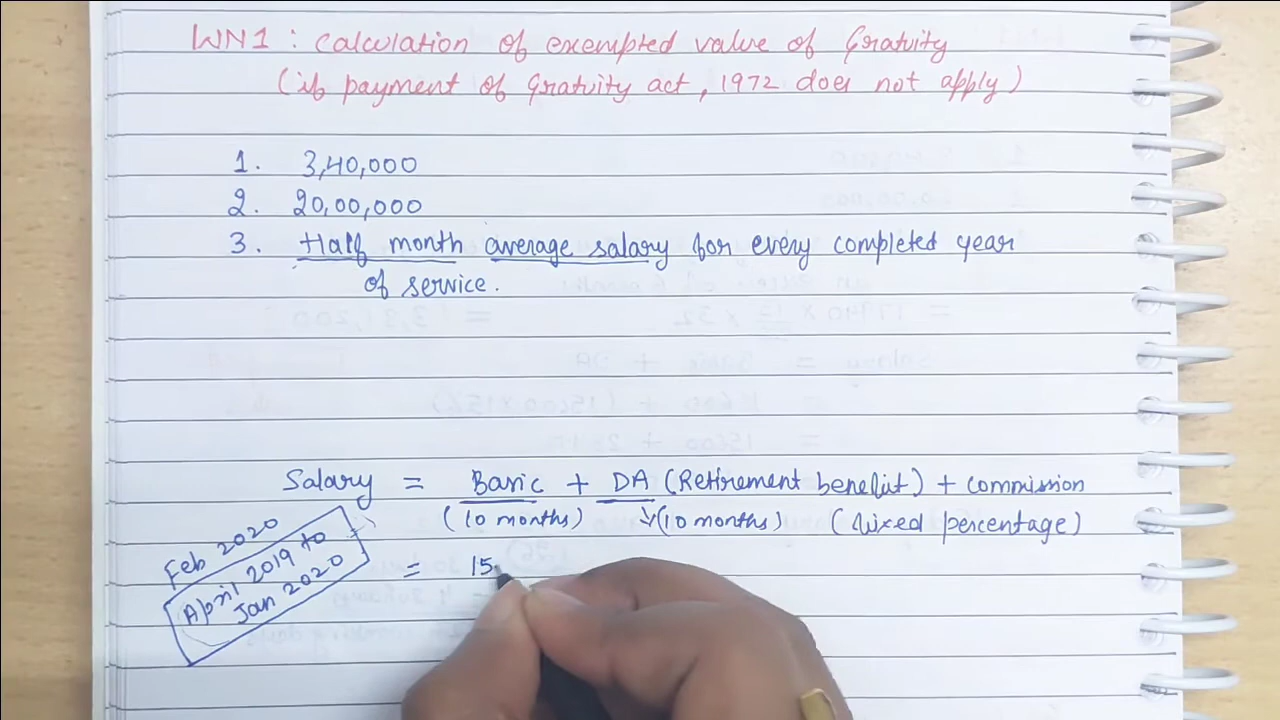 WN1 : Calculation of exempted value of Gratuity
(if payment of Gratuity act, 1972 does not apply)
1. 3,40,000
2. 20,00,000
3. Half month average salary for every completed year
of service.
Salary = Basic + DA (Retirement benefit) + commission
(10 months) (10 months) (fixed percentage)
Feb 2020
April 2019 to
Jan 2020
= 15